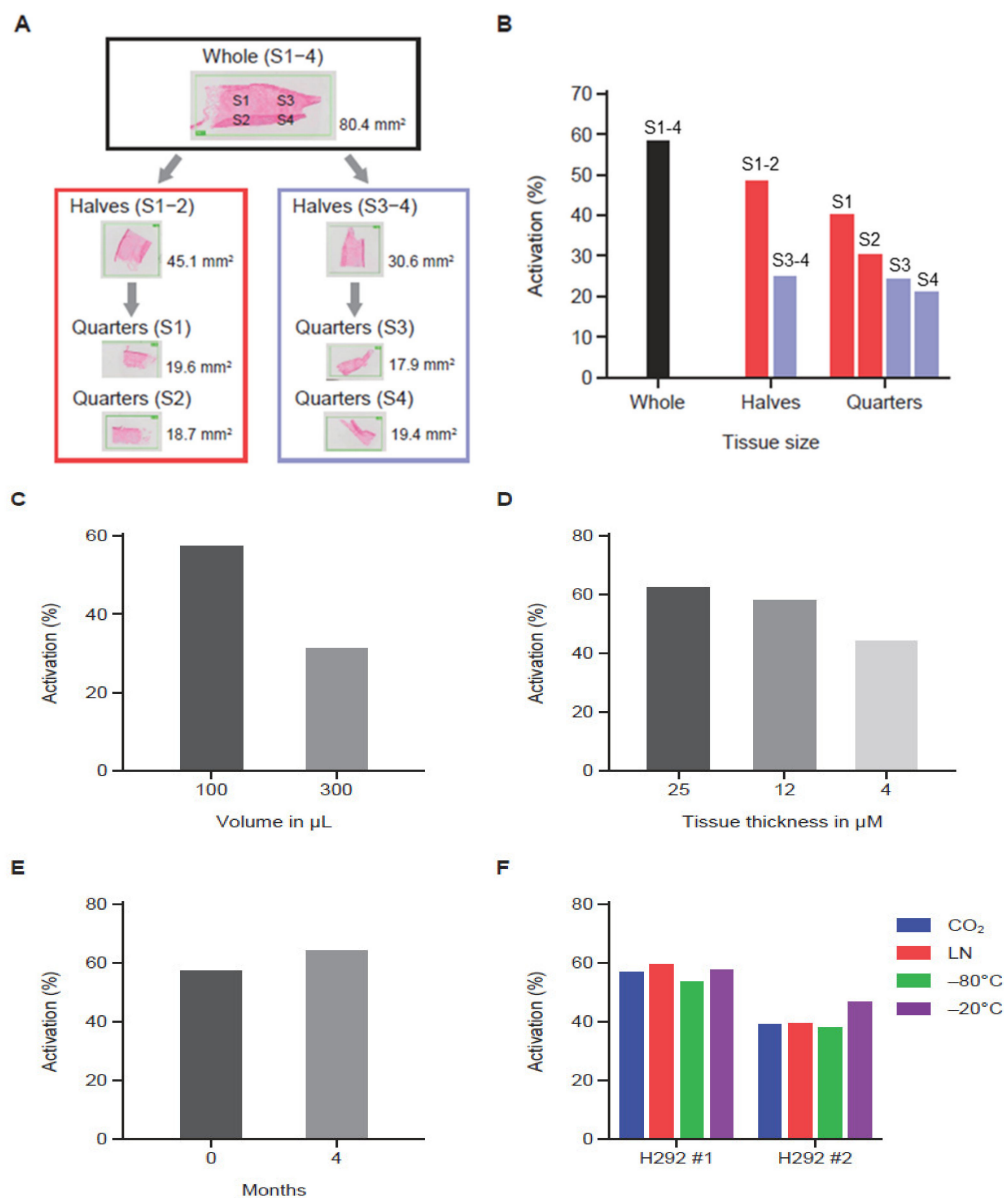 A
Whole (S1–4)
S1 S3
S2 S4
80.4 mm²
Halves (S1–2)
45.1 mm²
Quarters (S1)
19.6 mm²
Quarters (S2)
18.7 mm²
Halves (S3–4)
30.6 mm²
Quarters (S3)
17.9 mm²
Quarters (S4)
19.4 mm²
B
Activation (%)
70
60
50
40
30
20
10
0
S1-4
S1-2
S3-4
S1
S2
S3
S4
Whole Halves Quarters
Tissue size
C
Activation (%)
60
40
20
0
100 300
Volume in µL
D
Activation (%)
80
60
40
20
0
25 12 4
Tissue thickness in µM
E
Activation (%)
80
60
40
20
0
0 4
Months
F
Activation (%)
80
60
40
20
0
H292 #1 H292 #2
CO₂
LN
–80°C
–20°C